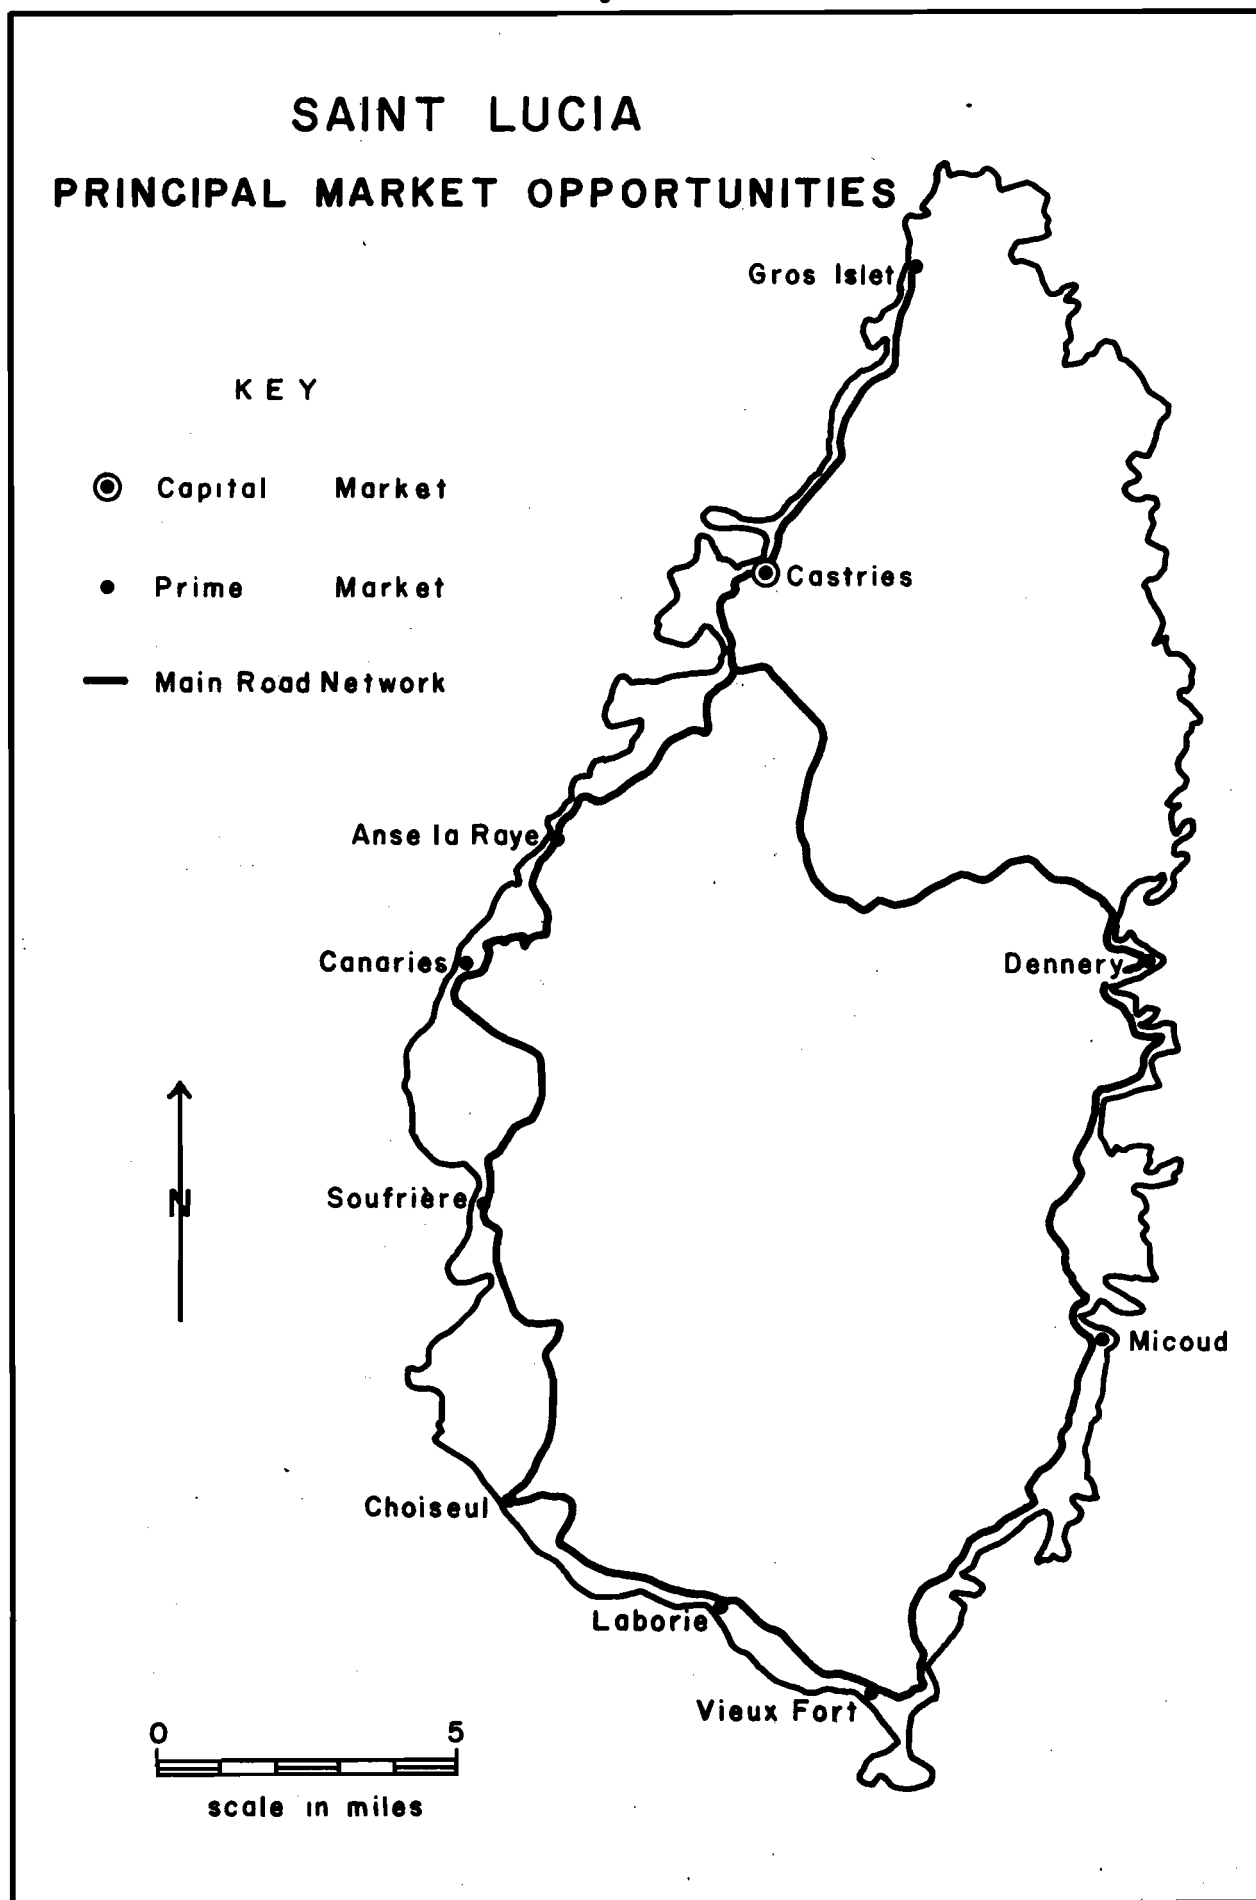 SAINT LUCIA
PRINCIPAL MARKET OPPORTUNITIES
Gros Islet
KEY
Capital Market
Prime Market
Castries
Main Road Network
Anse la Raye
Canaries
Dennery
Soufrière
N
Micoud
Choiseul
Laborie
Vieux Fort
0 5
scale in miles